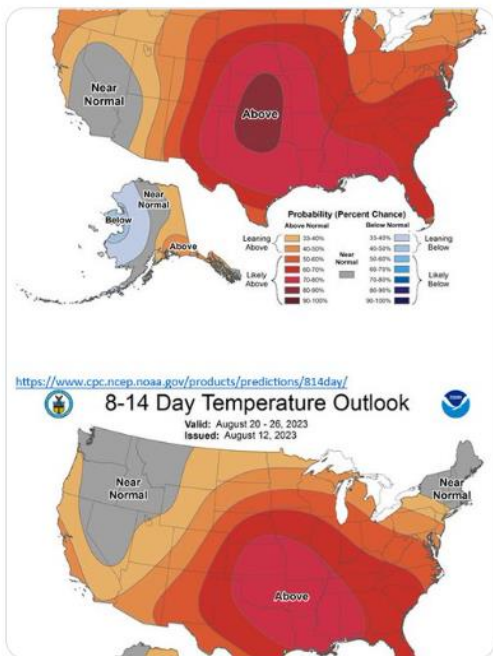 Above
Near
Normal
Above
Near
Normal
Below
Above
Probability (Percent Chance)
Above Normal
Below Normal
Leaning
Above
Likely
Above
33-40%
40-50%
50-60%
60-70%
70-80%
80-90%
90-100%
Near
Normal
33-40%
40-50%
50-60%
60-70%
70-80%
80-90%
90-100%
Leaning
Below
Likely
Below
https://www.cpc.ncep.noaa.gov/products/predictions/814day/
8-14 Day Temperature Outlook
Valid: August 20 - 26, 2023
Issued: August 12, 2023
Near
Normal
Near
Normal
Above